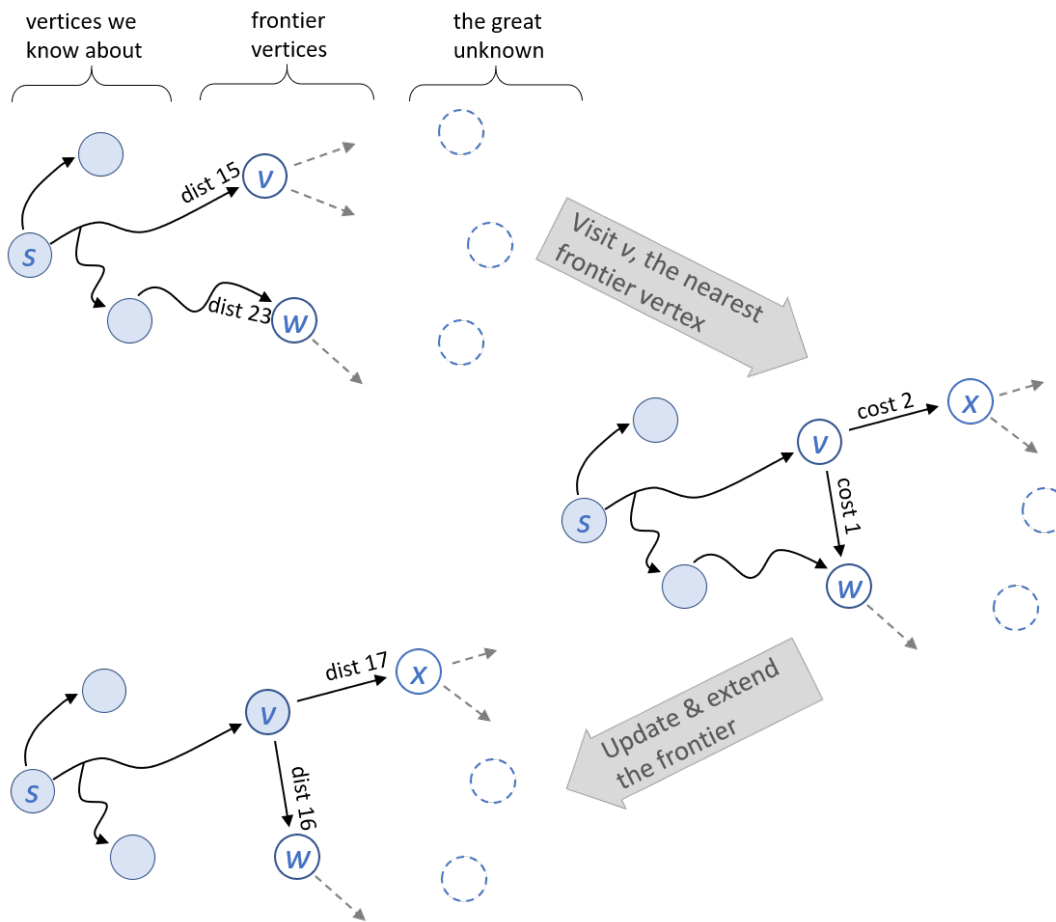 vertices we
know about
frontier
vertices
the great
unknown
dist 15
v
s
dist 23
w
Visit v, the nearest
frontier vertex
cost 2
x
v
cost 1
s
w
dist 17
x
v
Update & extend
the frontier
s
dist 16
w